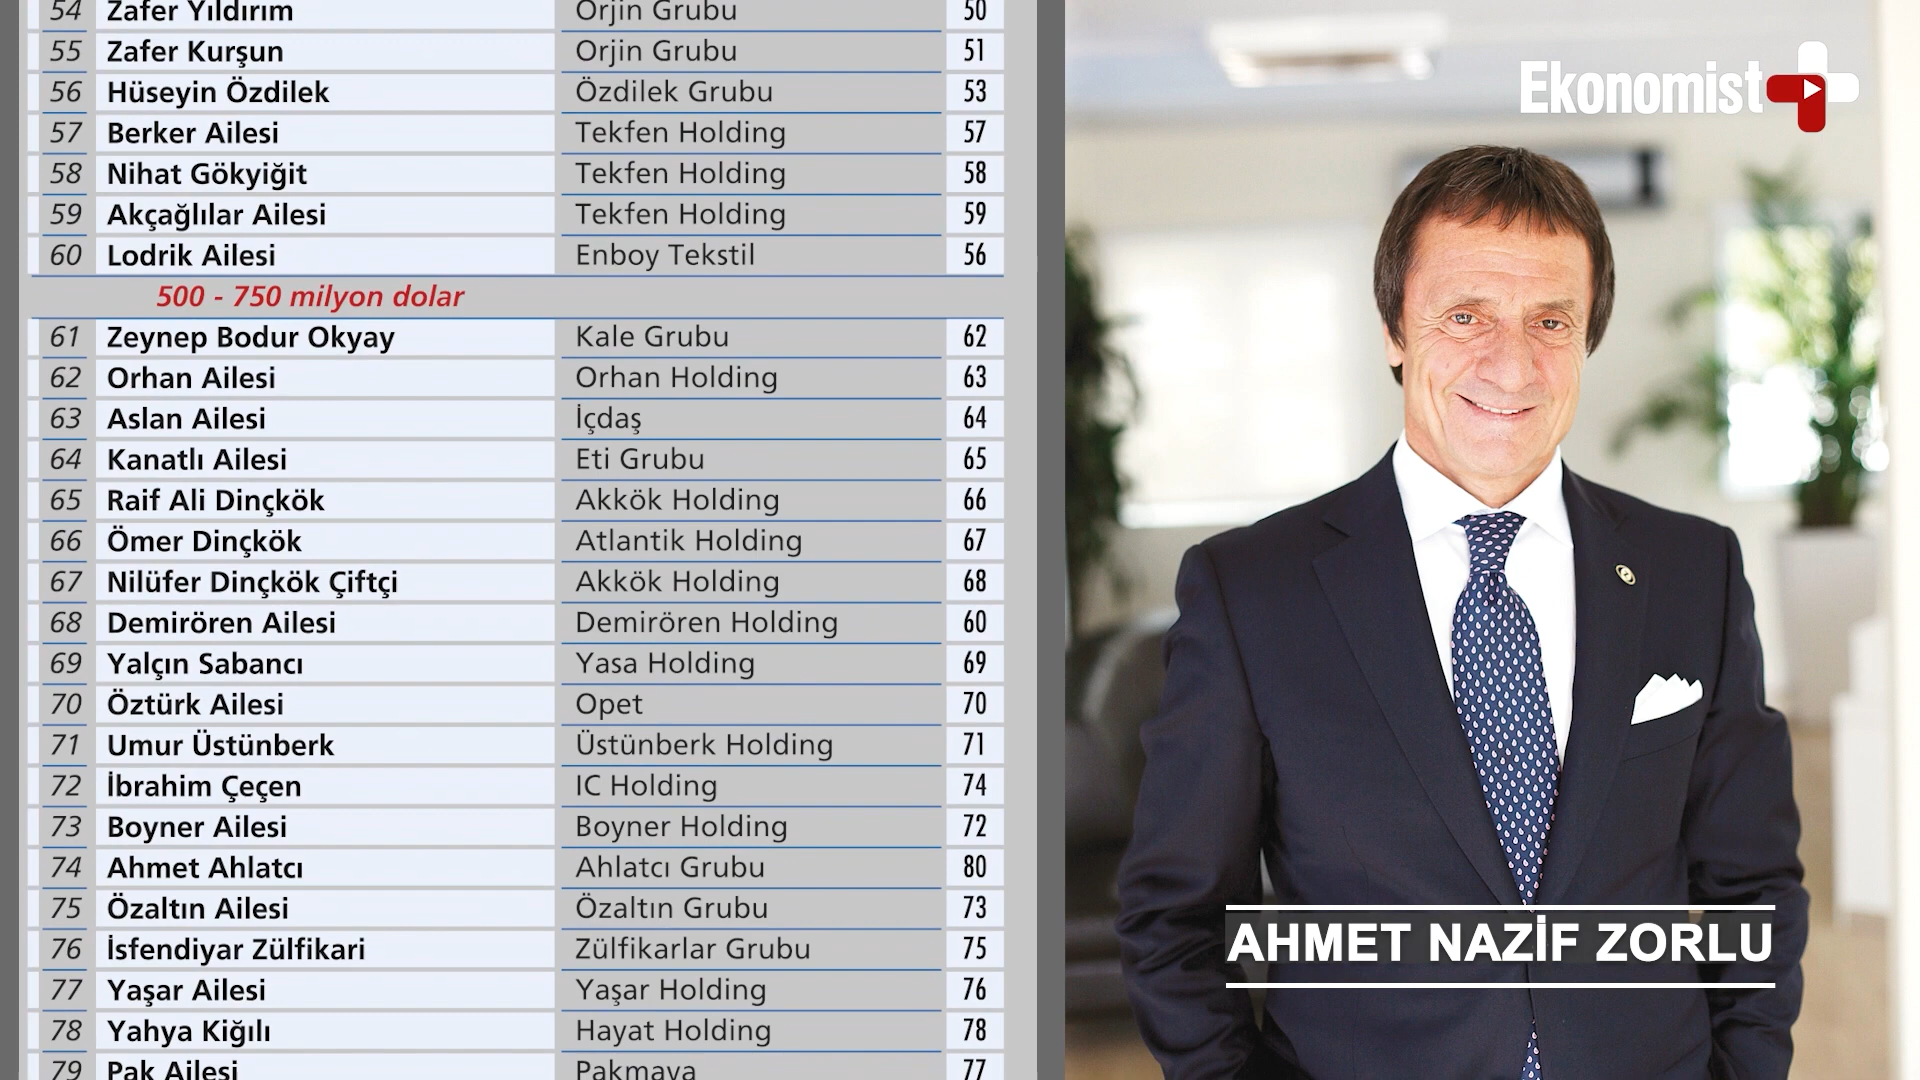 54 Zafer Yıldırım Orjin Grubu 50
55 Zafer Kurşun Orjin Grubu 51
56 Hüseyin Özdilek Özdilek Grubu 53
57 Berker Ailesi Tekfen Holding 57
58 Nihat Gökyiğit Tekfen Holding 58
59 Akçağlılar Ailesi Tekfen Holding 59
60 Lodrik Ailesi Enboy Tekstil 56
500 - 750 milyon dolar
61 Zeynep Bodur Okyay Kale Grubu 62
62 Orhan Ailesi Orhan Holding 63
63 Aslan Ailesi İçdaş 64
64 Kanatlı Ailesi Eti Grubu 65
65 Raif Ali Dinçkök Akkök Holding 66
66 Ömer Dinçkök Atlantik Holding 67
67 Nilüfer Dinçkök Çiftçi Akkök Holding 68
68 Demirören Ailesi Demirören Holding 60
69 Yalçın Sabancı Yasa Holding 69
70 Öztürk Ailesi Opet 70
71 Umur Üstünberk Üstünberk Holding 71
72 İbrahim Çeçen IC Holding 74
73 Boyner Ailesi Boyner Holding 72
74 Ahmet Ahlatcı Ahlatcı Grubu 80
75 Özaltın Ailesi Özaltın Grubu 73
76 İsfendiyar Zülfikari Zülfikarlar Grubu 75
77 Yaşar Ailesi Yaşar Holding 76
78 Yahya Kiğılı Hayat Holding 78
79 Pak Ailesi Pakmaya 77
Ekonomist
AHMET NAZİF ZORLU